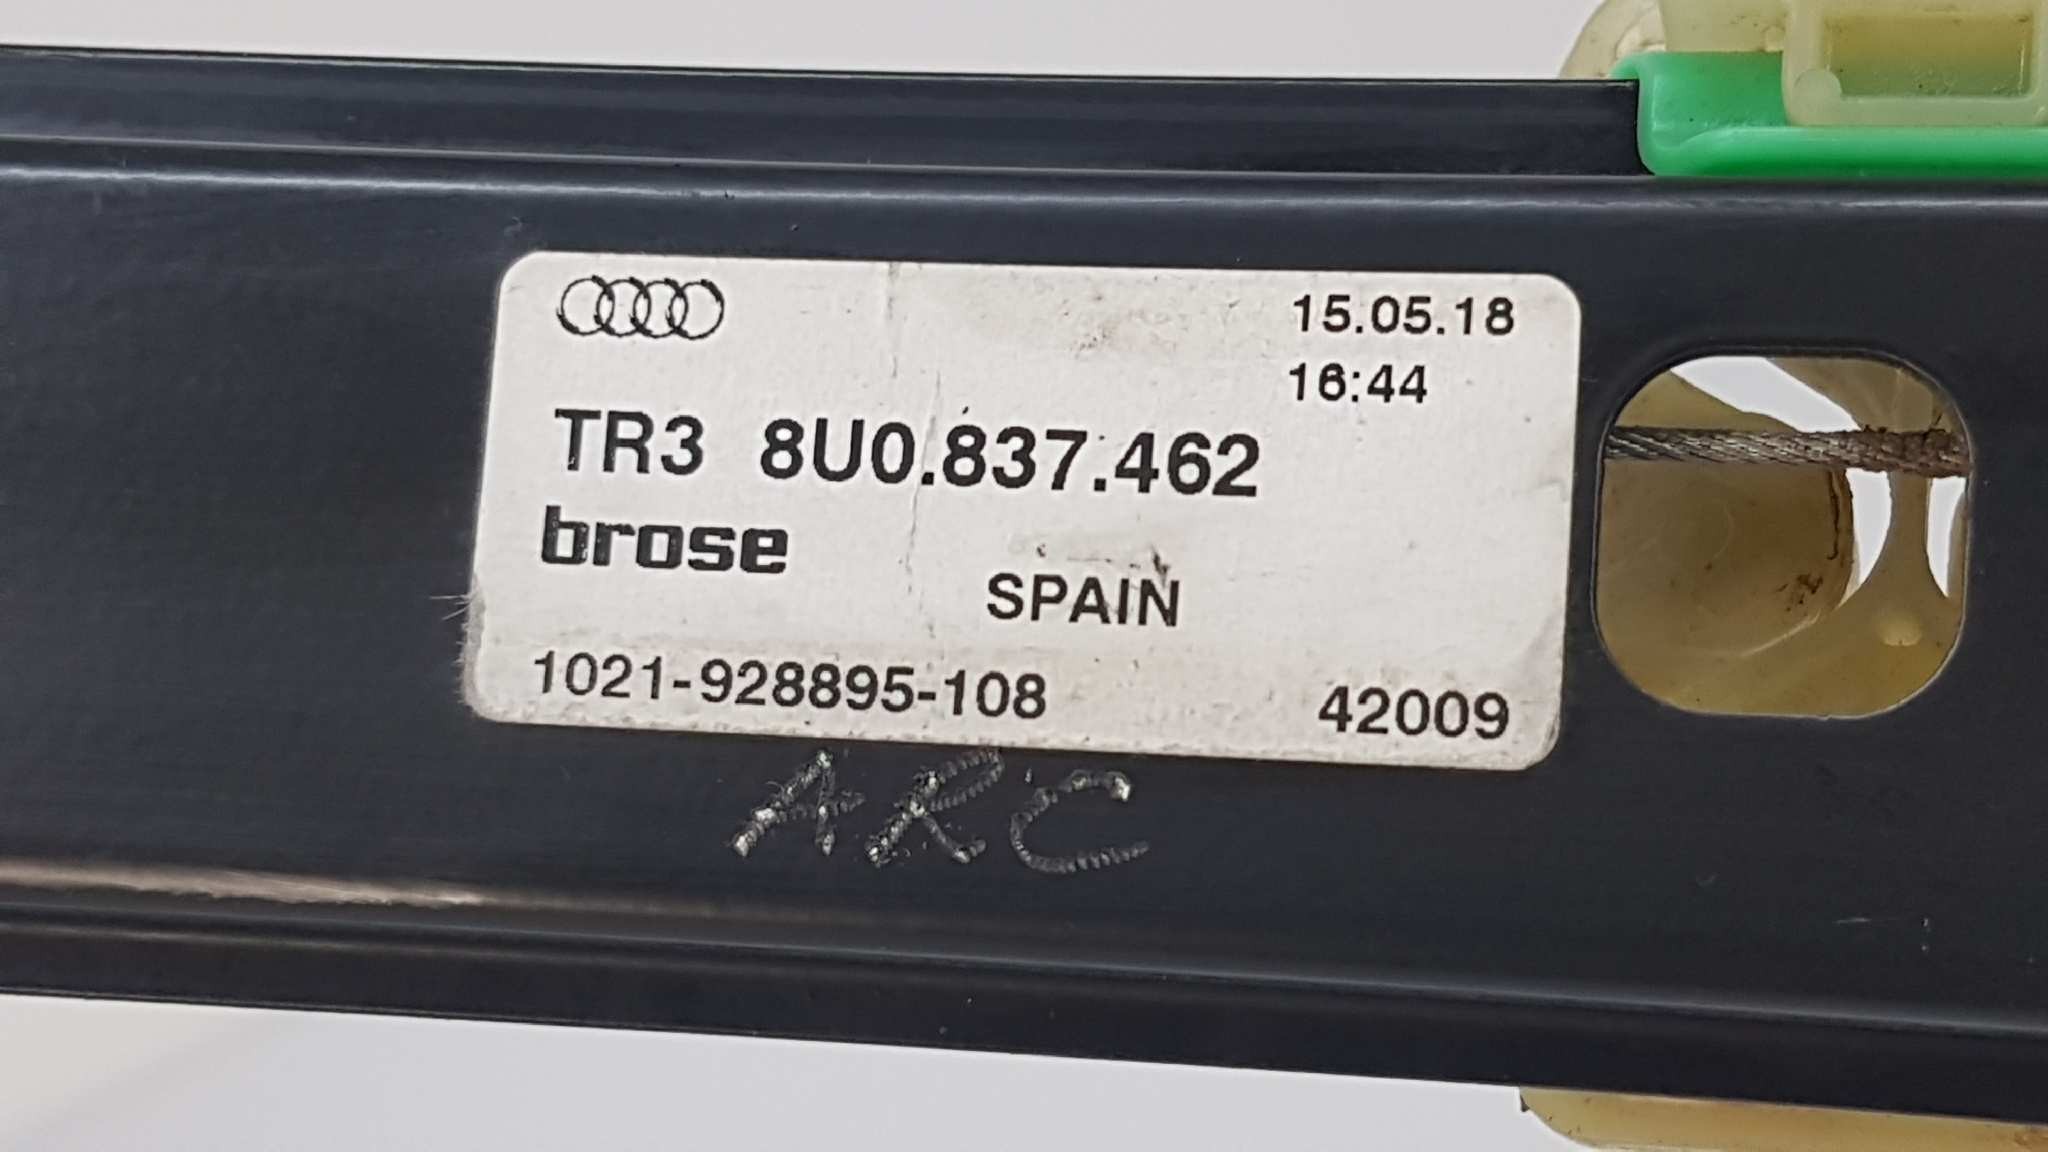 15.05.18
16:44
TR3 8U0.837.462
brose
SPAIN
1021-928895-108 42009
ARC